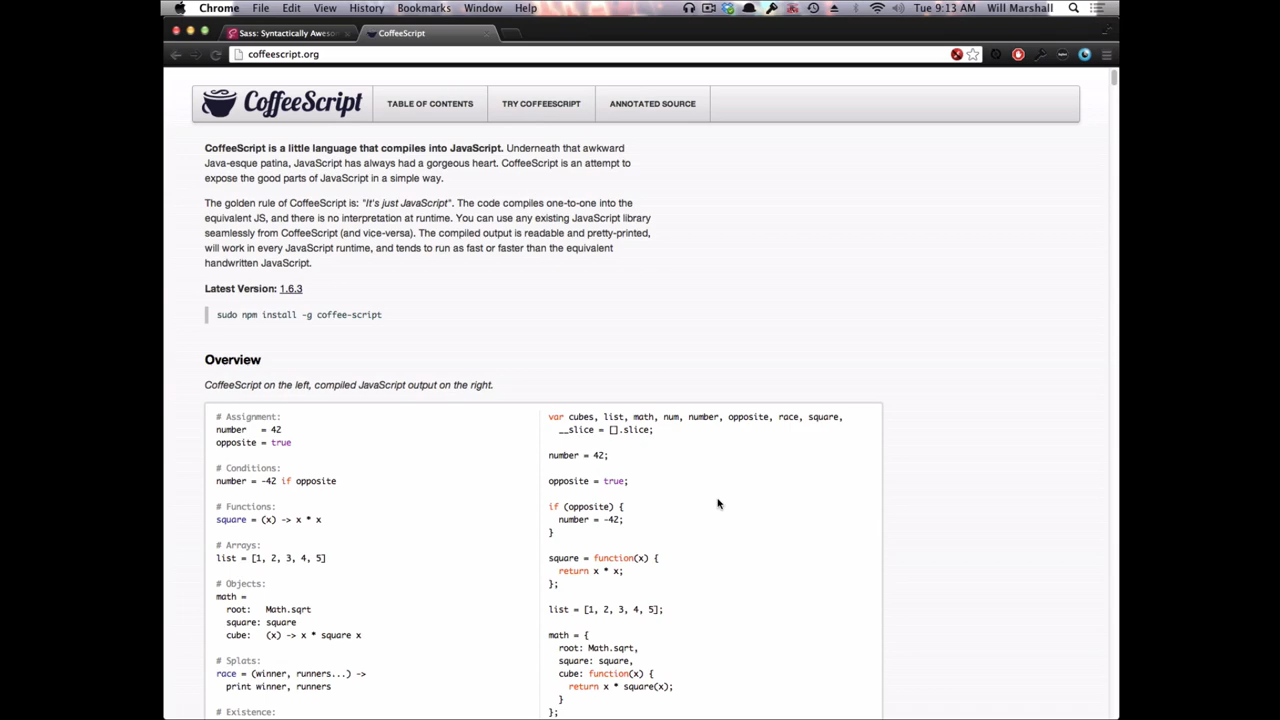 Chrome File Edit View History Bookmarks Window Help Tue 9:13 AM Will Marshall
Sass: Syntactically Aweso
CoffeeScript
coffeescript.org
CoffeeScript
TABLE OF CONTENTS
TRY COFFEESCRIPT
ANNOTATED SOURCE
CoffeeScript is a little language that compiles into JavaScript. Underneath that awkward
Java-esque patina, JavaScript has always had a gorgeous heart. CoffeeScript is an attempt to
expose the good parts of JavaScript in a simple way.
The golden rule of CoffeeScript is: "It's just JavaScript". The code compiles one-to-one into the
equivalent JS, and there is no interpretation at runtime. You can use any existing JavaScript library
seamlessly from CoffeeScript (and vice-versa). The compiled output is readable and pretty-printed,
will work in every JavaScript runtime, and tends to run as fast or faster than the equivalent
handwritten JavaScript.
Latest Version: 1.6.3
sudo npm install -g coffee-script
Overview
CoffeeScript on the left, compiled JavaScript output on the right.
# Assignment:
number   = 42
opposite = true
# Conditions:
number = -42 if opposite
# Functions:
square = (x) -> x * x
# Arrays:
list = [1, 2, 3, 4, 5]
# Objects:
math =
  root:   Math.sqrt
  square: square
  cube:   (x) -> x * square x
# Splats:
race = (winner, runners...) ->
  print winner, runners
# Existence:
var cubes, list, math, num, number, opposite, race, square,
  __slice = [].slice;
number = 42;
opposite = true;
if (opposite) {
  number = -42;
}
square = function(x) {
  return x * x;
};
list = [1, 2, 3, 4, 5];
math = {
  root: Math.sqrt,
  square: square,
  cube: function(x) {
    return x * square(x);
  }
};